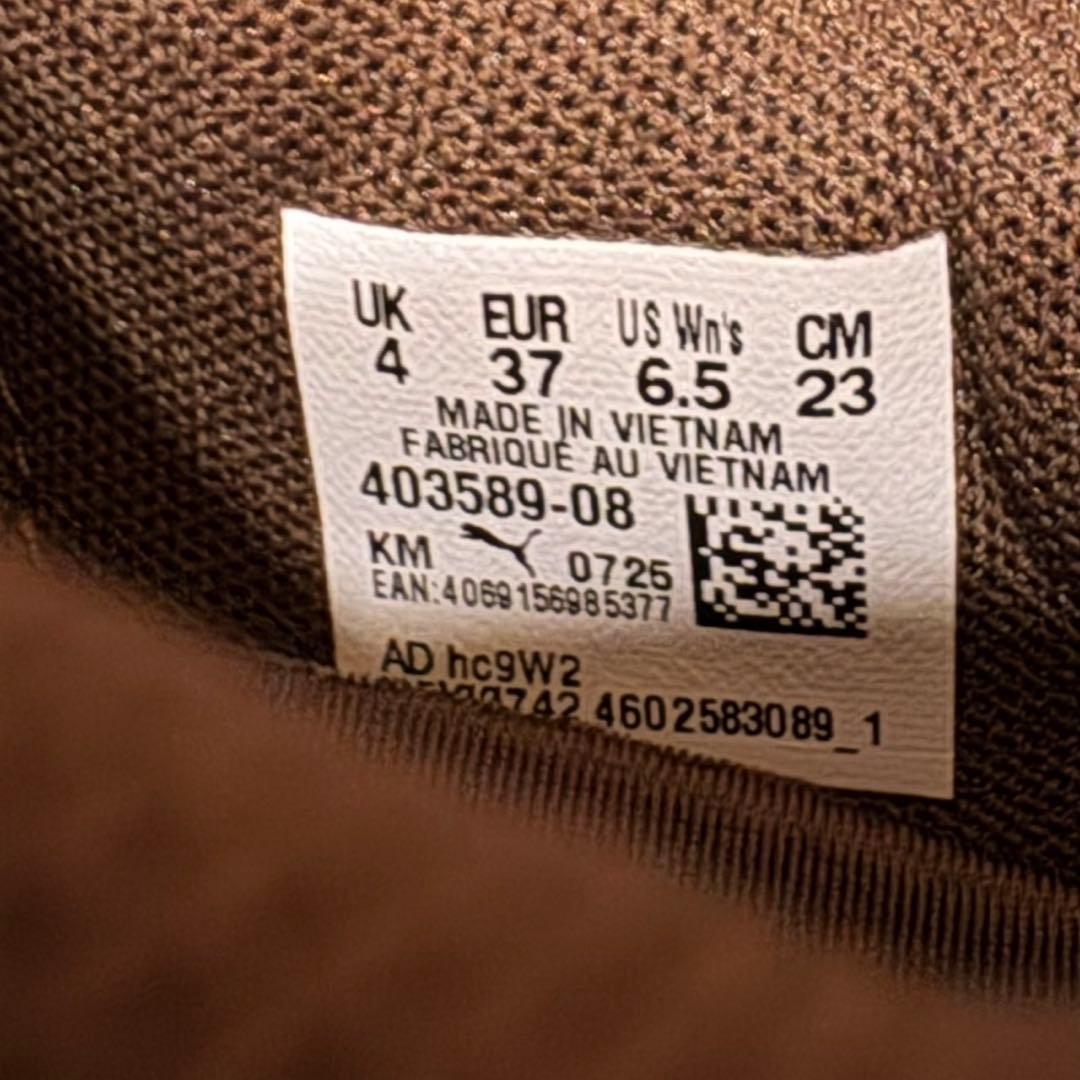 UK EUR US Wn's CM
4 37 6.5 23
MADE IN VIETNAM
FABRIQUÉ AU VIETNAM
403589-08
KM 0725
EAN:4069156985377
AD hc9W2
4602583089_1